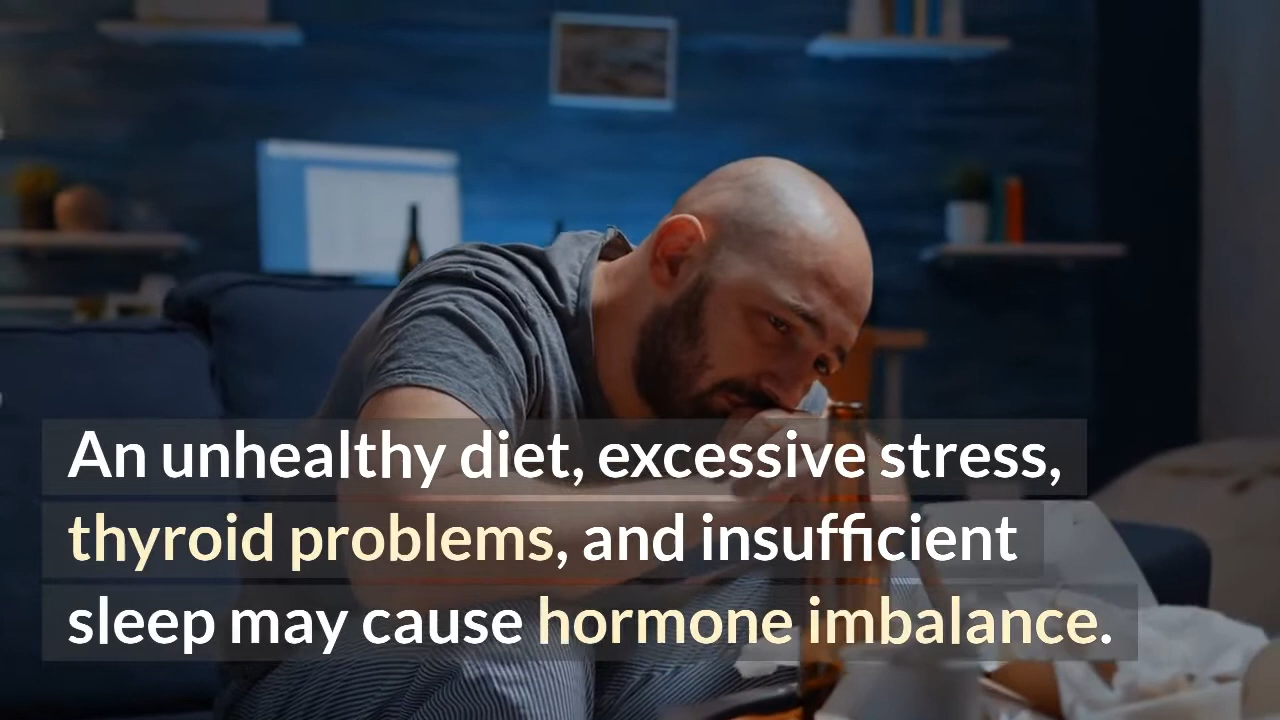 An unhealthy diet, excessive stress,
thyroid problems, and insufficient
sleep may cause hormone imbalance.